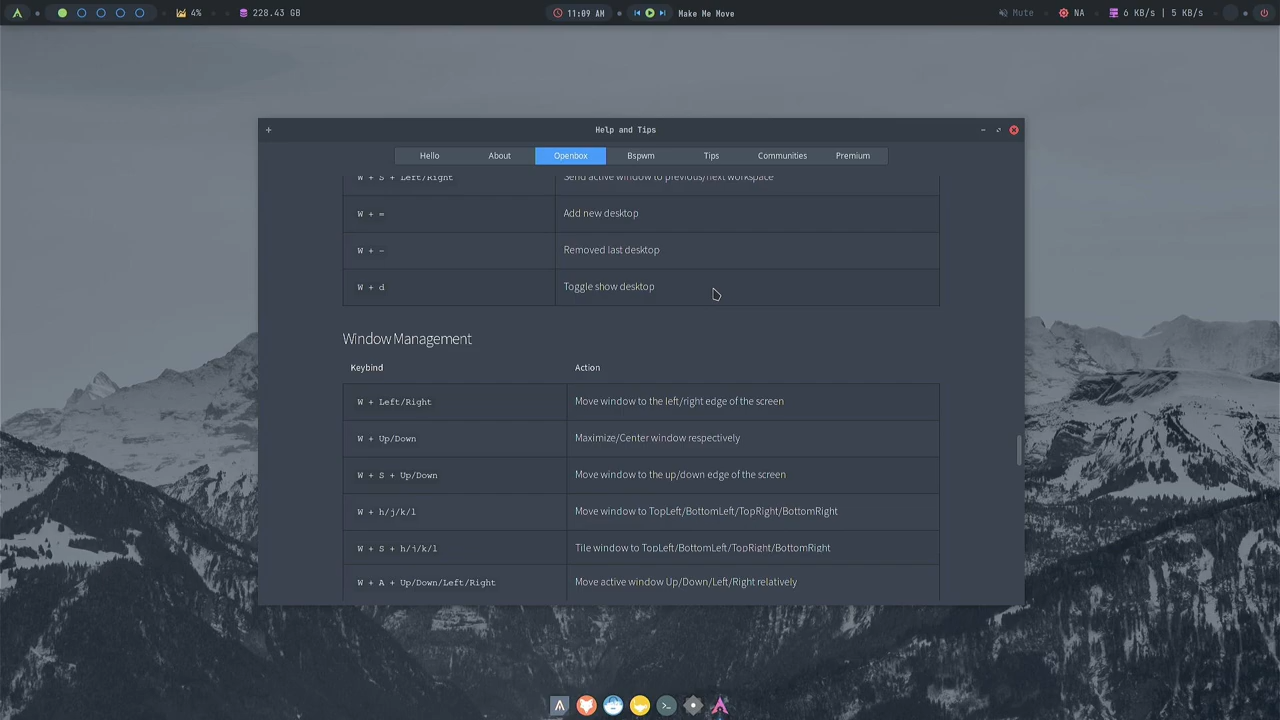 4% 228.43 GB 11:09 AM Make Me Move Mute NA 6 KB/s | 5 KB/s
Help and Tips
Hello About Openbox Bspwm Tips Communities Premium
W + S + Left/Right Send active window to previous/next workspace
W + = Add new desktop
W + - Removed last desktop
W + d Toggle show desktop
Window Management
Keybind Action
W + Left/Right Move window to the left/right edge of the screen
W + Up/Down Maximize/Center window respectively
W + S + Up/Down Move window to the up/down edge of the screen
W + h/j/k/l Move window to TopLeft/BottomLeft/TopRight/BottomRight
W + S + h/j/k/l Tile window to TopLeft/BottomLeft/TopRight/BottomRight
W + A + Up/Down/Left/Right Move active window Up/Down/Left/Right relatively